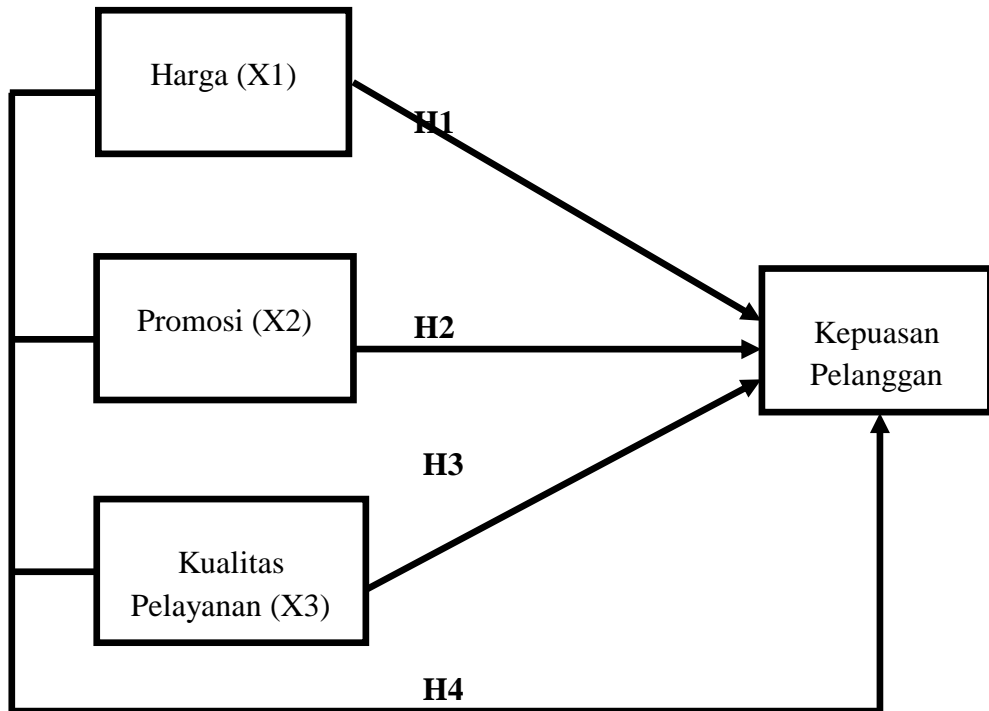 Harga (X1)
H1
Promosi (X2)
H2
Kepuasan
Pelanggan
H3
Kualitas
Pelayanan (X3)
H4